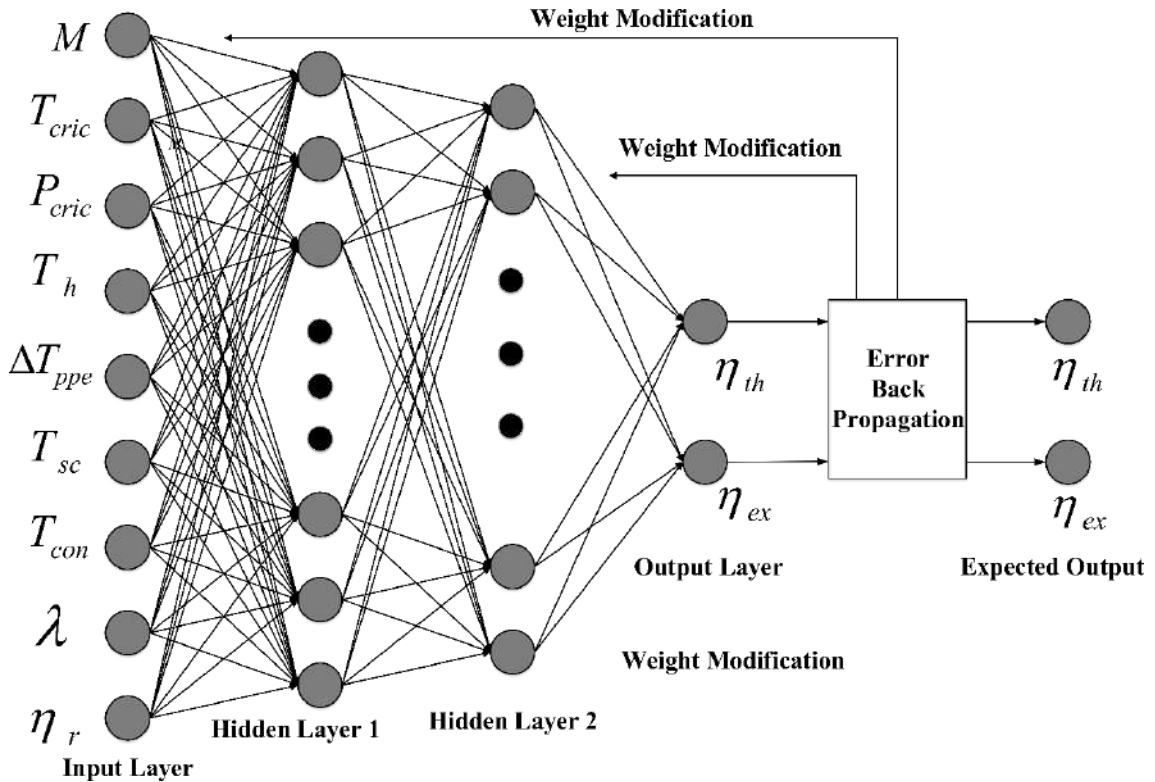 Weight Modification
M
T_cric
Weight Modification
P_cric
T_h
ΔT_ppe
Error
Back
Propagation
η_th
η_th
T_sc
η_ex
η_ex
T_con
Output Layer
Expected Output
λ
Weight Modification
η_r
Hidden Layer 1
Hidden Layer 2
Input Layer